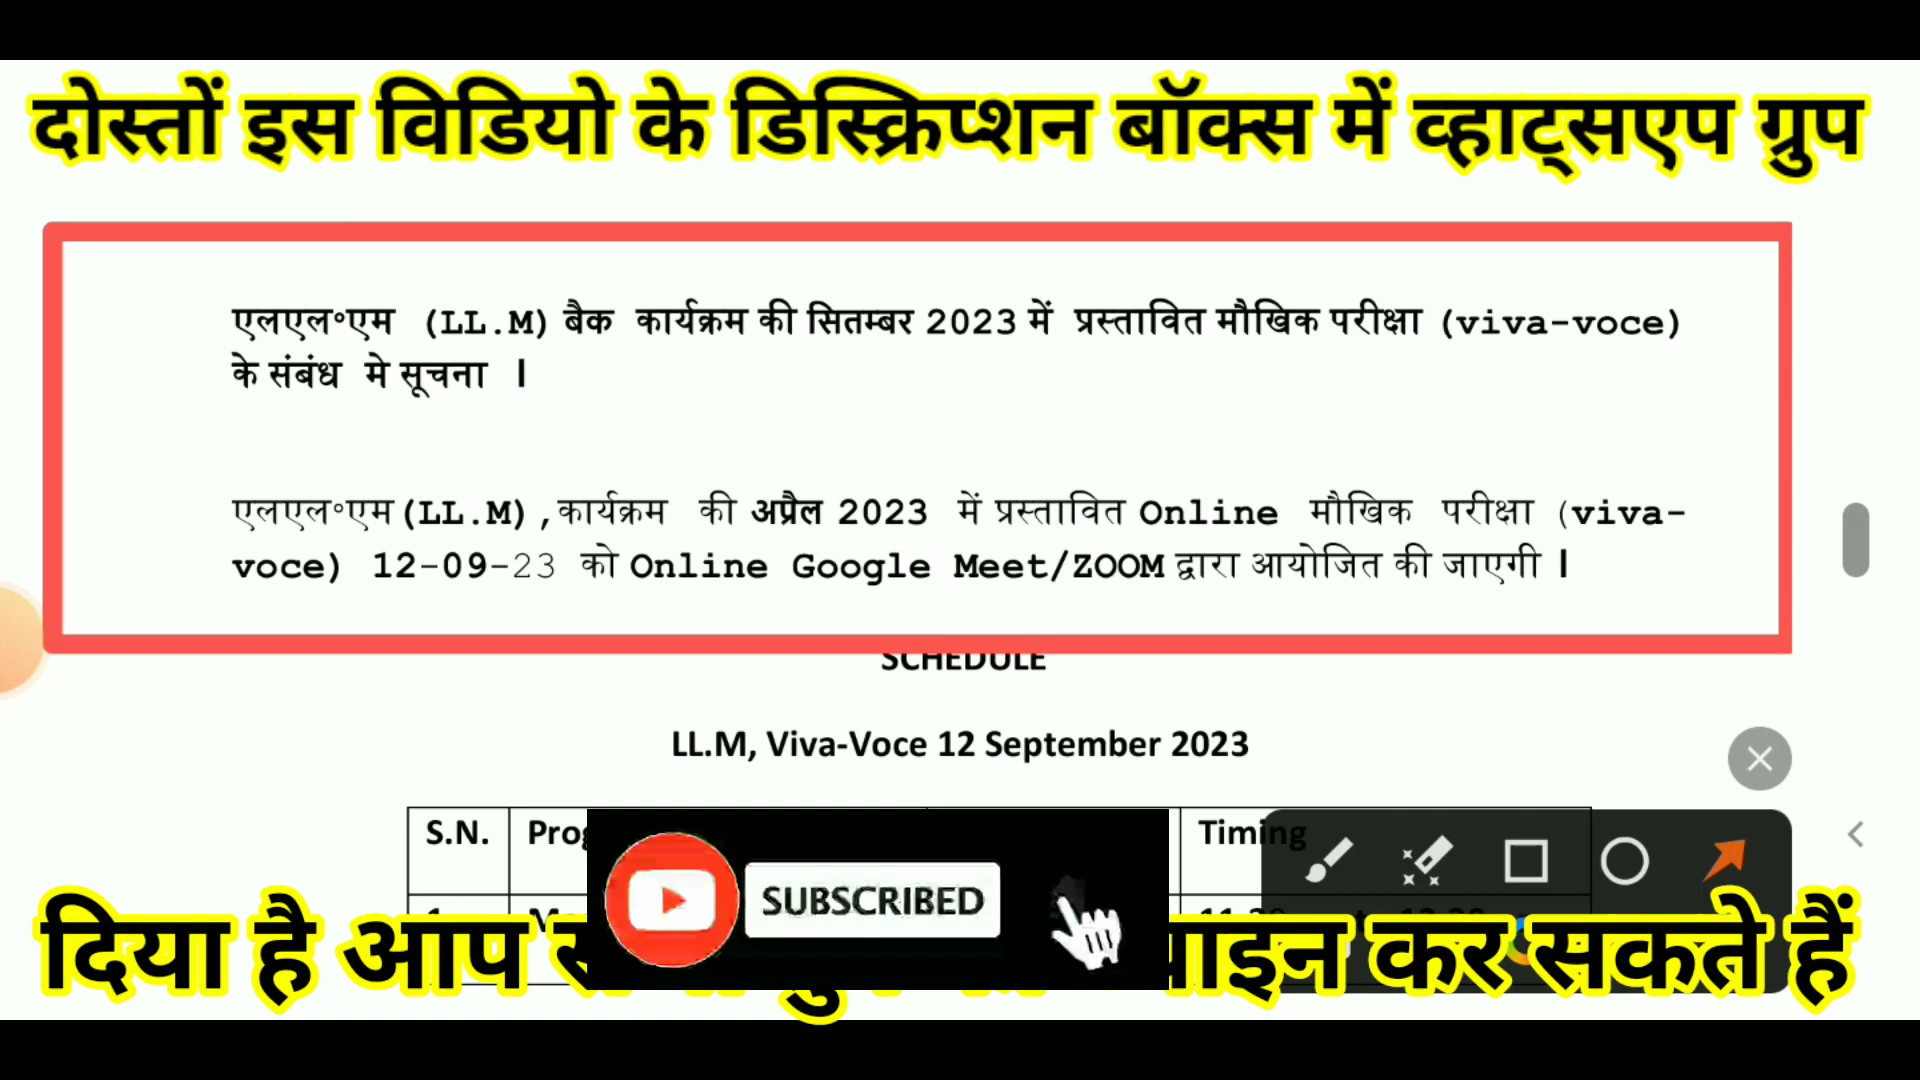 दोस्तों इस विडियो के डिस्क्रिप्शन बॉक्स में व्हाट्सएप ग्रुप
एलएल॰एम (LL.M) बैक कार्यक्रम की सितम्बर 2023 में प्रस्तावित मौखिक परीक्षा (viva-voce)
के संबंध मे सूचना ।
एलएल॰एम (LL.M) ,कार्यक्रम की अप्रैल 2023 में प्रस्तावित Online मौखिक परीक्षा (viva-
voce) 12-09-23 को Online Google Meet/ZOOM द्वारा आयोजित की जाएगी ।
SCHEDULE
LL.M, Viva-Voce 12 September 2023
S.N. Timing
SUBSCRIBED
दिया है आप कर सकते हैं